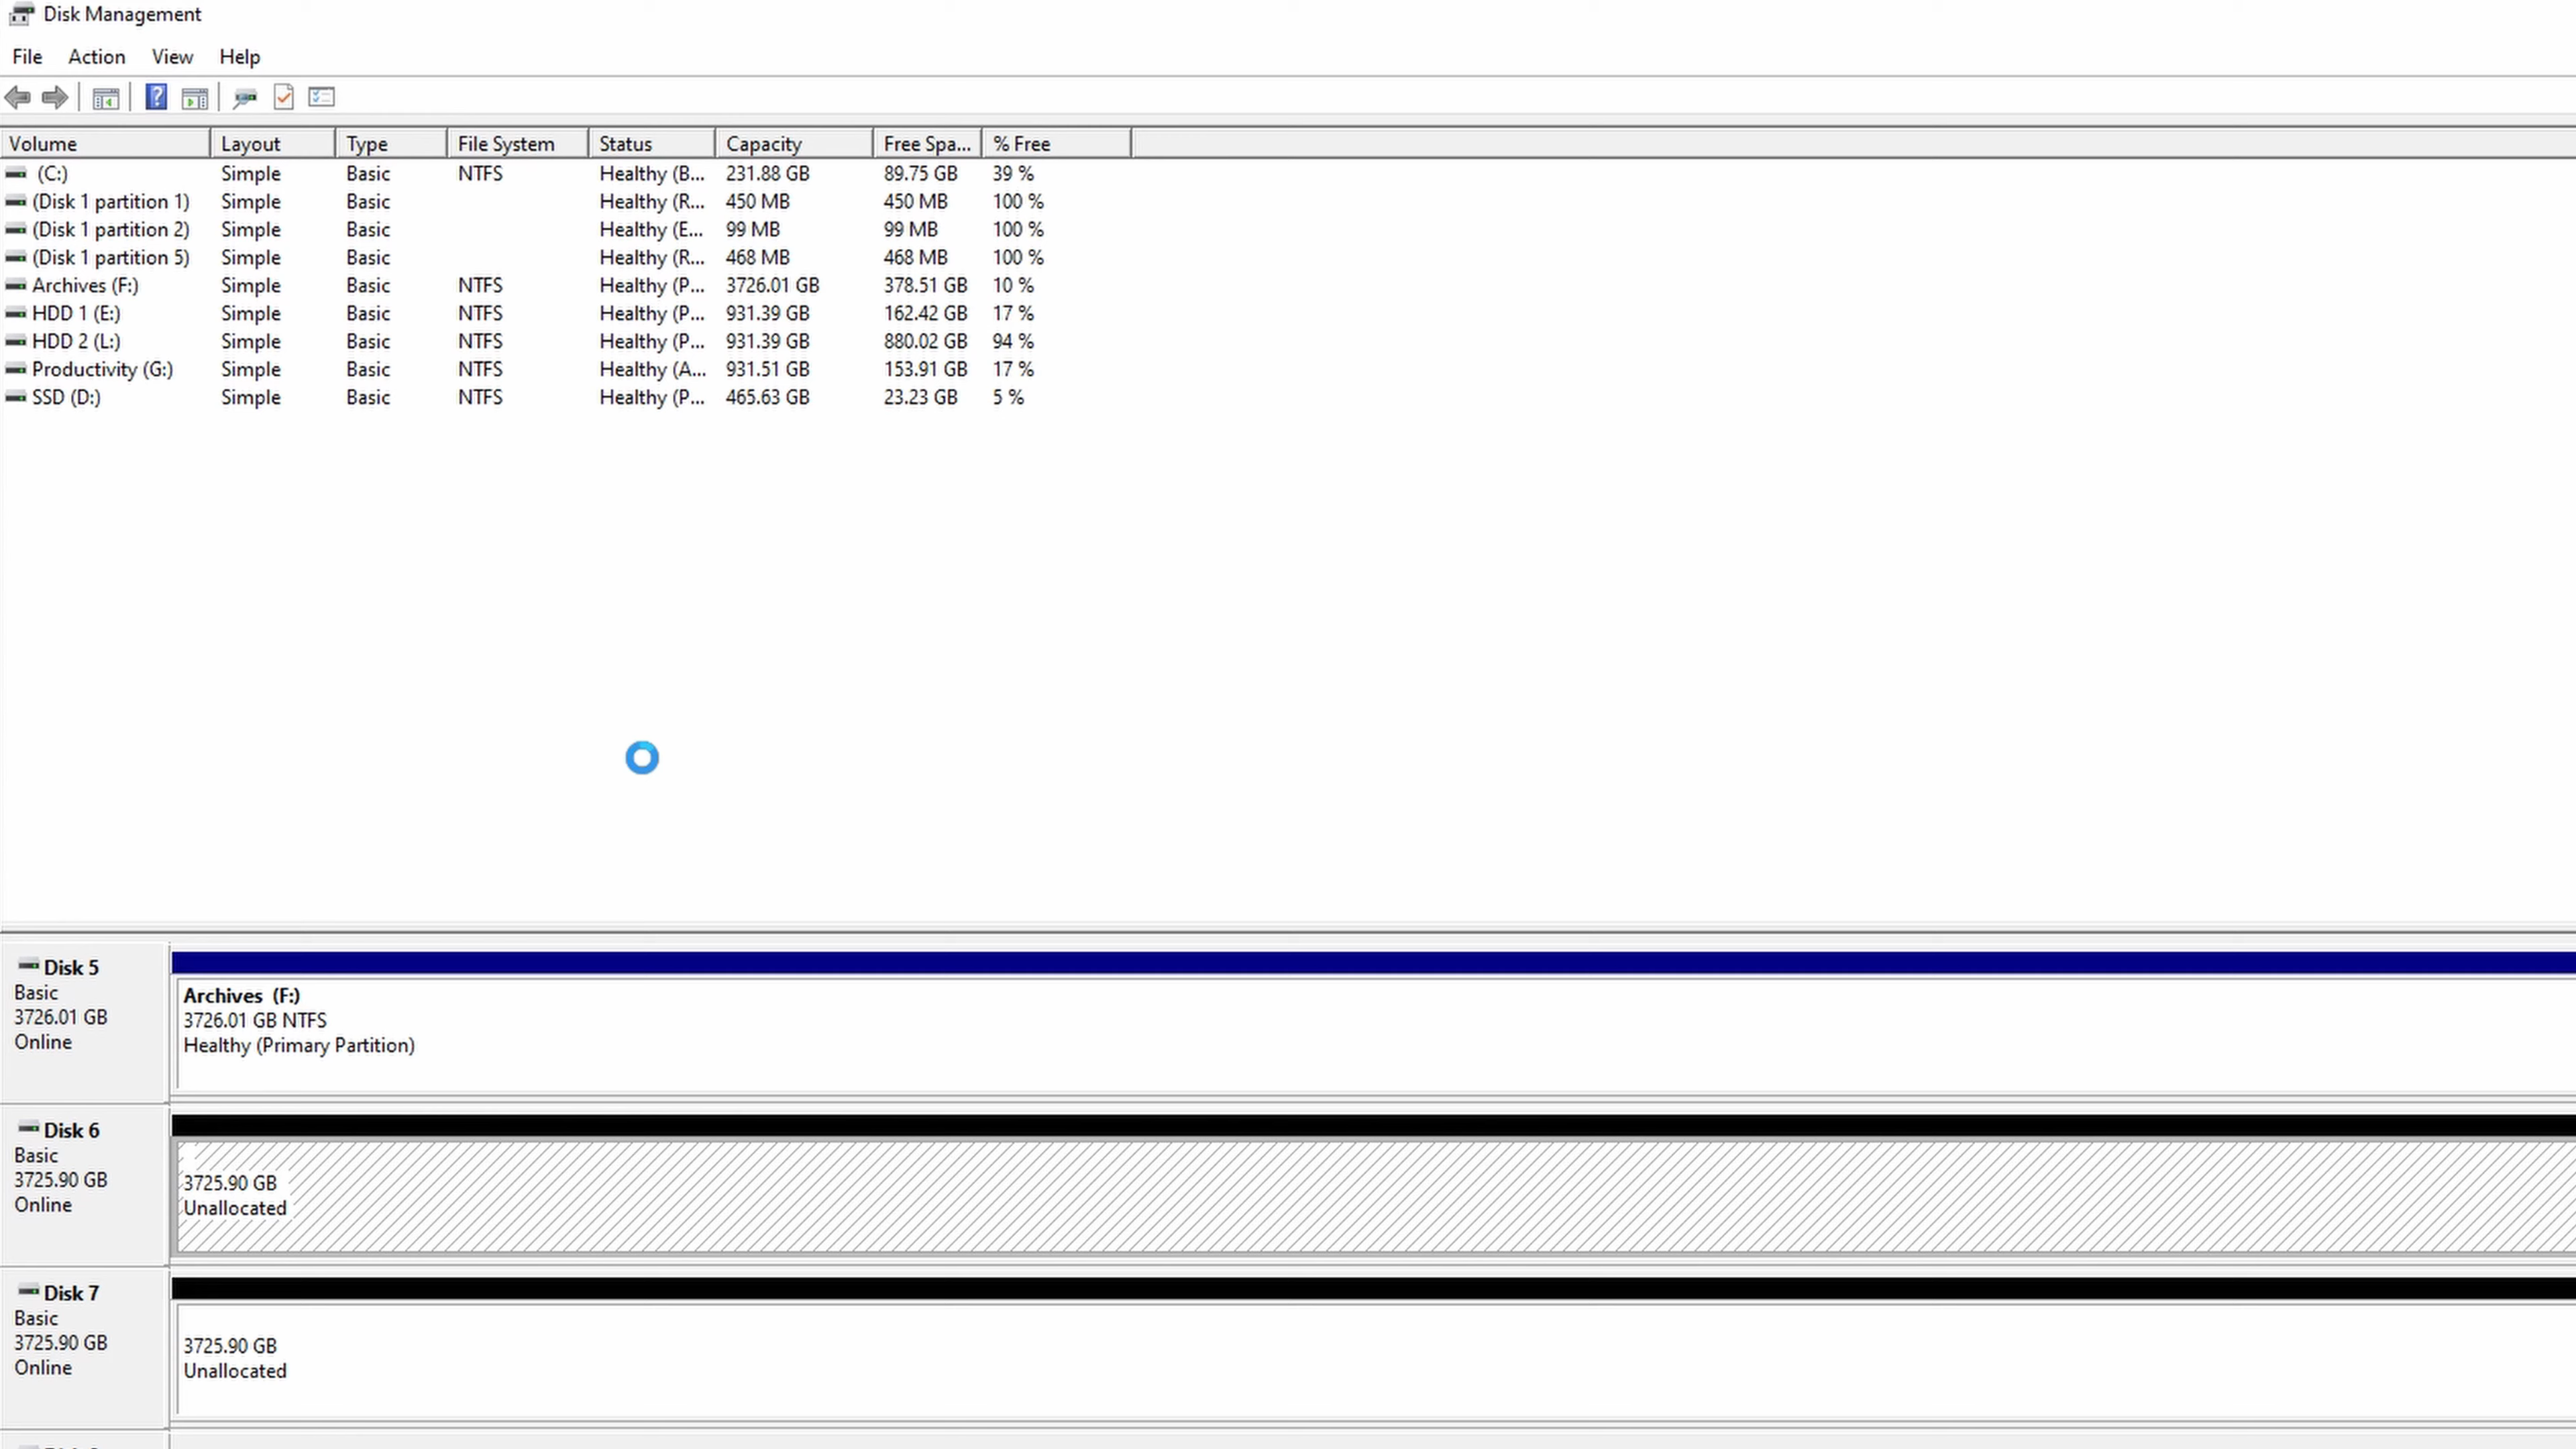 Disk Management
File Action View Help
Volume Layout Type File System Status Capacity Free Spa... % Free
(C:) Simple Basic NTFS Healthy (B... 231.88 GB 89.75 GB 39 %
(Disk 1 partition 1) Simple Basic Healthy (R... 450 MB 450 MB 100 %
(Disk 1 partition 2) Simple Basic Healthy (E... 99 MB 99 MB 100 %
(Disk 1 partition 5) Simple Basic Healthy (R... 468 MB 468 MB 100 %
Archives (F:) Simple Basic NTFS Healthy (P... 3726.01 GB 378.51 GB 10 %
HDD 1 (E:) Simple Basic NTFS Healthy (P... 931.39 GB 162.42 GB 17 %
HDD 2 (L:) Simple Basic NTFS Healthy (P... 931.39 GB 880.02 GB 94 %
Productivity (G:) Simple Basic NTFS Healthy (A... 931.51 GB 153.91 GB 17 %
SSD (D:) Simple Basic NTFS Healthy (P... 465.63 GB 23.23 GB 5 %
Disk 5
Basic
3726.01 GB
Online
Archives (F:)
3726.01 GB NTFS
Healthy (Primary Partition)
Disk 6
Basic
3725.90 GB
Online
3725.90 GB
Unallocated
Disk 7
Basic
3725.90 GB
Online
3725.90 GB
Unallocated